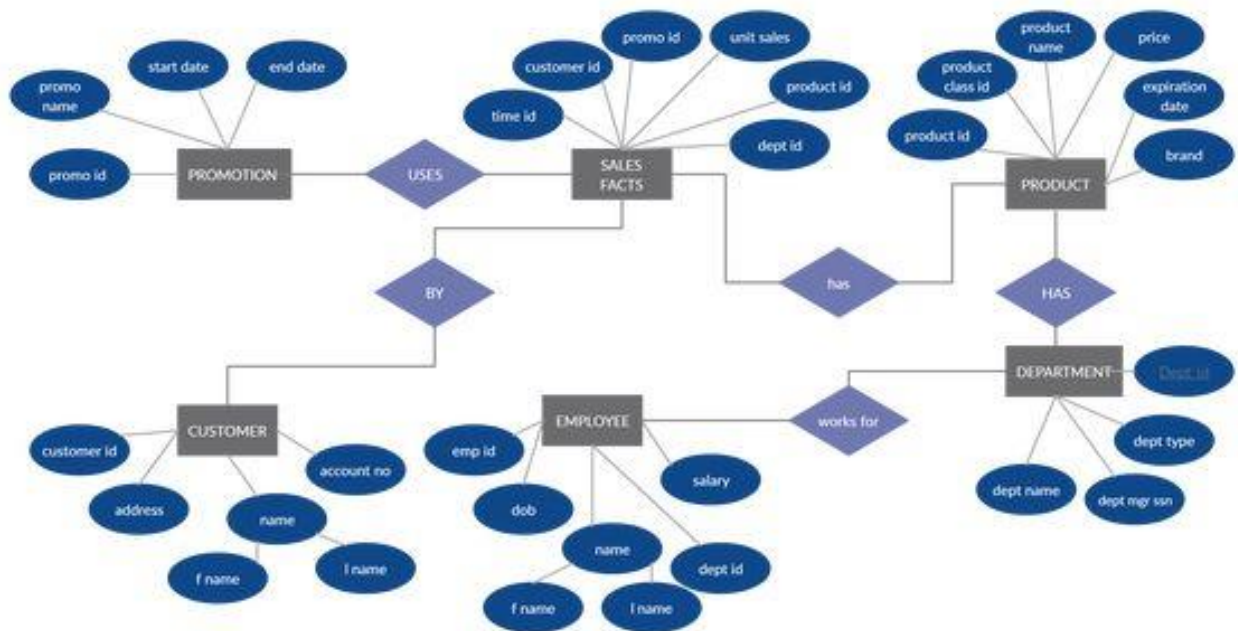 promo id
unit sales
product
name
price
start date
end date
customer id
product
class id
promo
name
product id
expiration
date
time id
product id
dept id
brand
promo id
PROMOTION
USES
SALES
FACTS
PRODUCT
BY
has
HAS
DEPARTMENT
Dept id
CUSTOMER
EMPLOYEE
works for
customer id
account no
emp id
salary
dept type
address
name
dob
dept name
dept mgr ssn
f name
l name
name
dept id
f name
l name